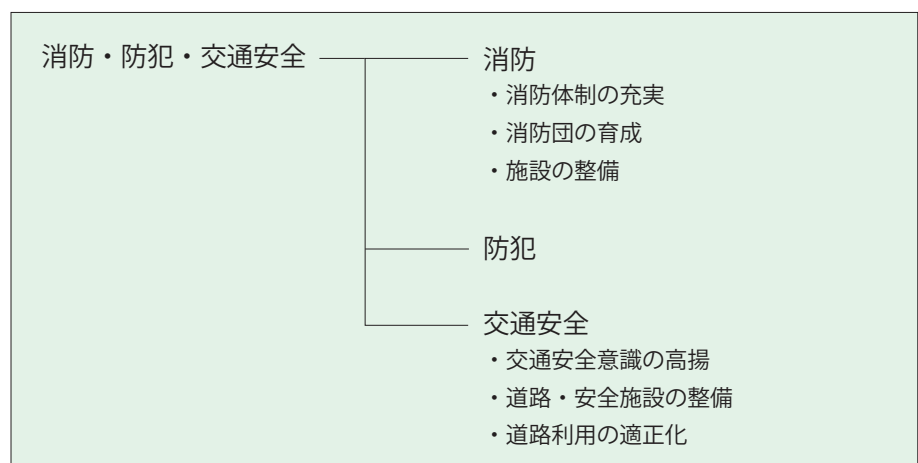 消防・防犯・交通安全
消防
・消防体制の充実
・消防団の育成
・施設の整備
防犯
交通安全
・交通安全意識の高揚
・道路・安全施設の整備
・道路利用の適正化